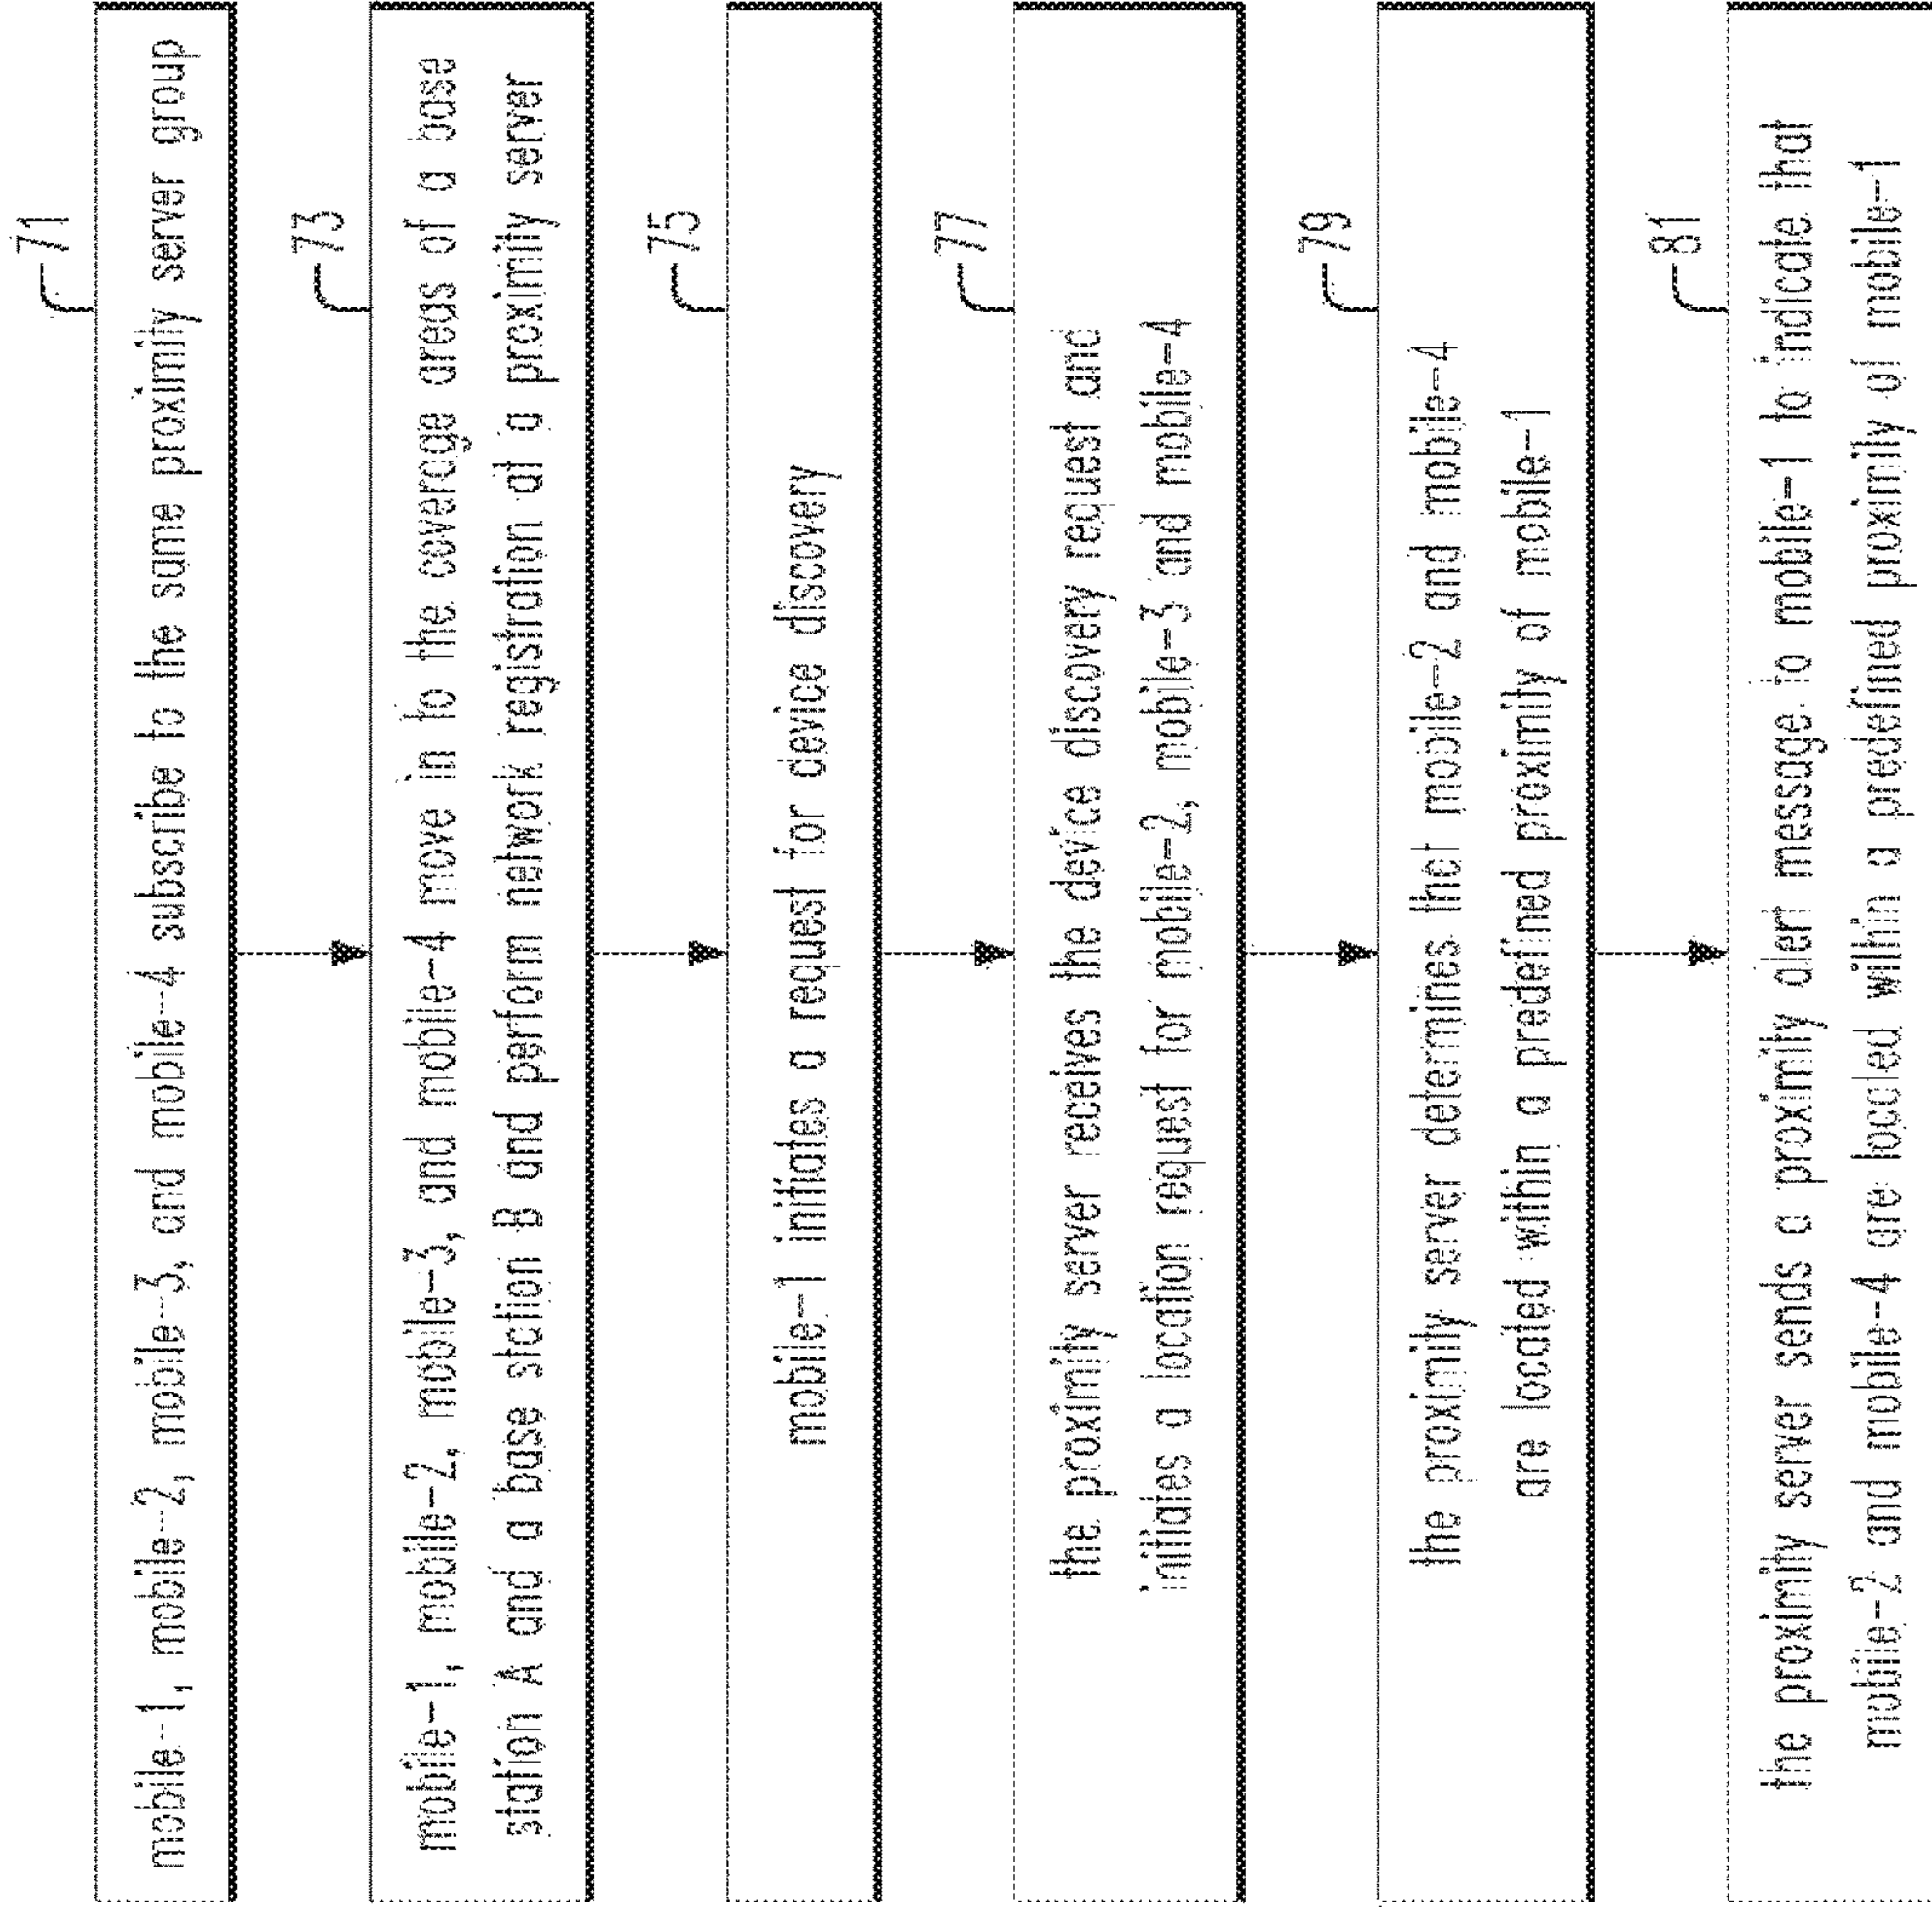 71
mobile-1, mobile-2, mobile-3, and mobile-4 subscribe to the same proximity server group
73
mobile-1, mobile-2, mobile-3, and mobile-4 move in to the coverage areas of a base
station A and a base station B and perform network registration at a proximity server
75
mobile-1 initiates a request for device discovery
77
the proximity server receives the device discovery request and
initiates a location request for mobile-2, mobile-3 and mobile-4
79
the proximity server determines that mobile-2 and mobile-4
are located within a predefined proximity of mobile-1
81
the proximity server sends a proximity alert message to mobile-1 to indicate that
mobile-2 and mobile-4 are located within a predefined proximity of mobile-1